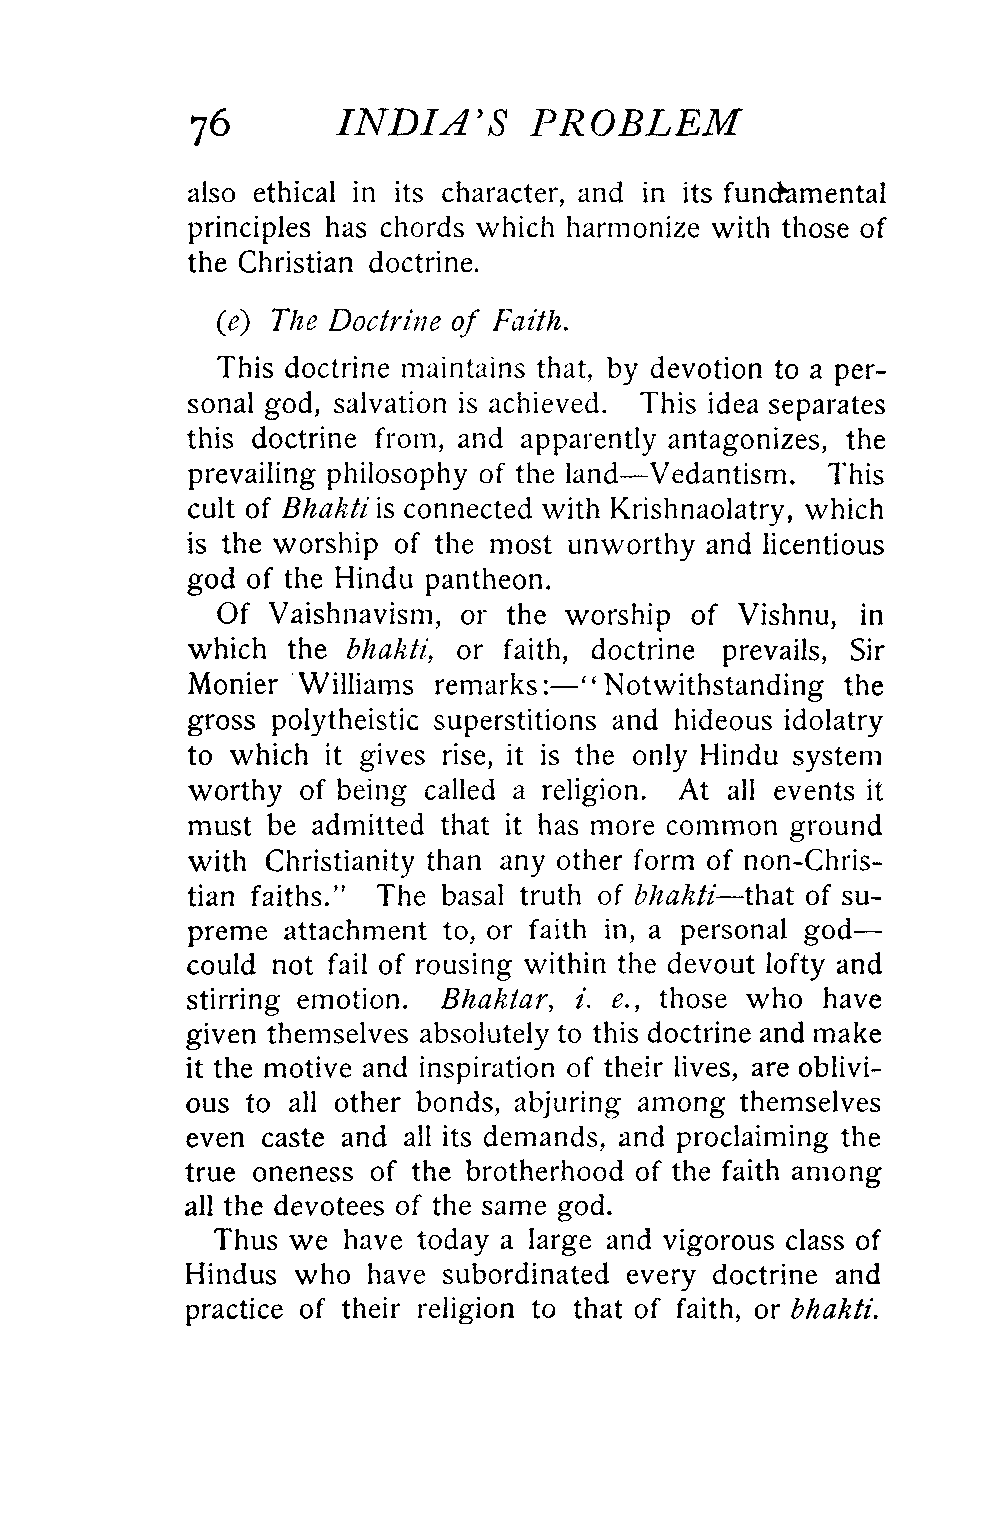 76 INDIA'S PROBLEM
also ethical in its character, and in its fundamental
principles has chords which harmonize with those of
the Christian doctrine.
(e) The Doctrine of Faith.
This doctrine maintains that, by devotion to a per-
sonal god, salvation is achieved. This idea separates
this doctrine from, and apparently antagonizes, the
prevailing philosophy of the land—Vedantism. This
cult of Bhakti is connected with Krishnaolatry, which
is the worship of the most unworthy and licentious
god of the Hindu pantheon.
Of Vaishnavism, or the worship of Vishnu, in
which the bhakti, or faith, doctrine prevails, Sir
Monier Williams remarks:—"Notwithstanding the
gross polytheistic superstitions and hideous idolatry
to which it gives rise, it is the only Hindu system
worthy of being called a religion. At all events it
must be admitted that it has more common ground
with Christianity than any other form of non-Chris-
tian faiths." The basal truth of bhakti—that of su-
preme attachment to, or faith in, a personal god—
could not fail of rousing within the devout lofty and
stirring emotion. Bhaktar, i. e., those who have
given themselves absolutely to this doctrine and make
it the motive and inspiration of their lives, are oblivi-
ous to all other bonds, abjuring among themselves
even caste and all its demands, and proclaiming the
true oneness of the brotherhood of the faith among
all the devotees of the same god.
Thus we have today a large and vigorous class of
Hindus who have subordinated every doctrine and
practice of their religion to that of faith, or bhakti.